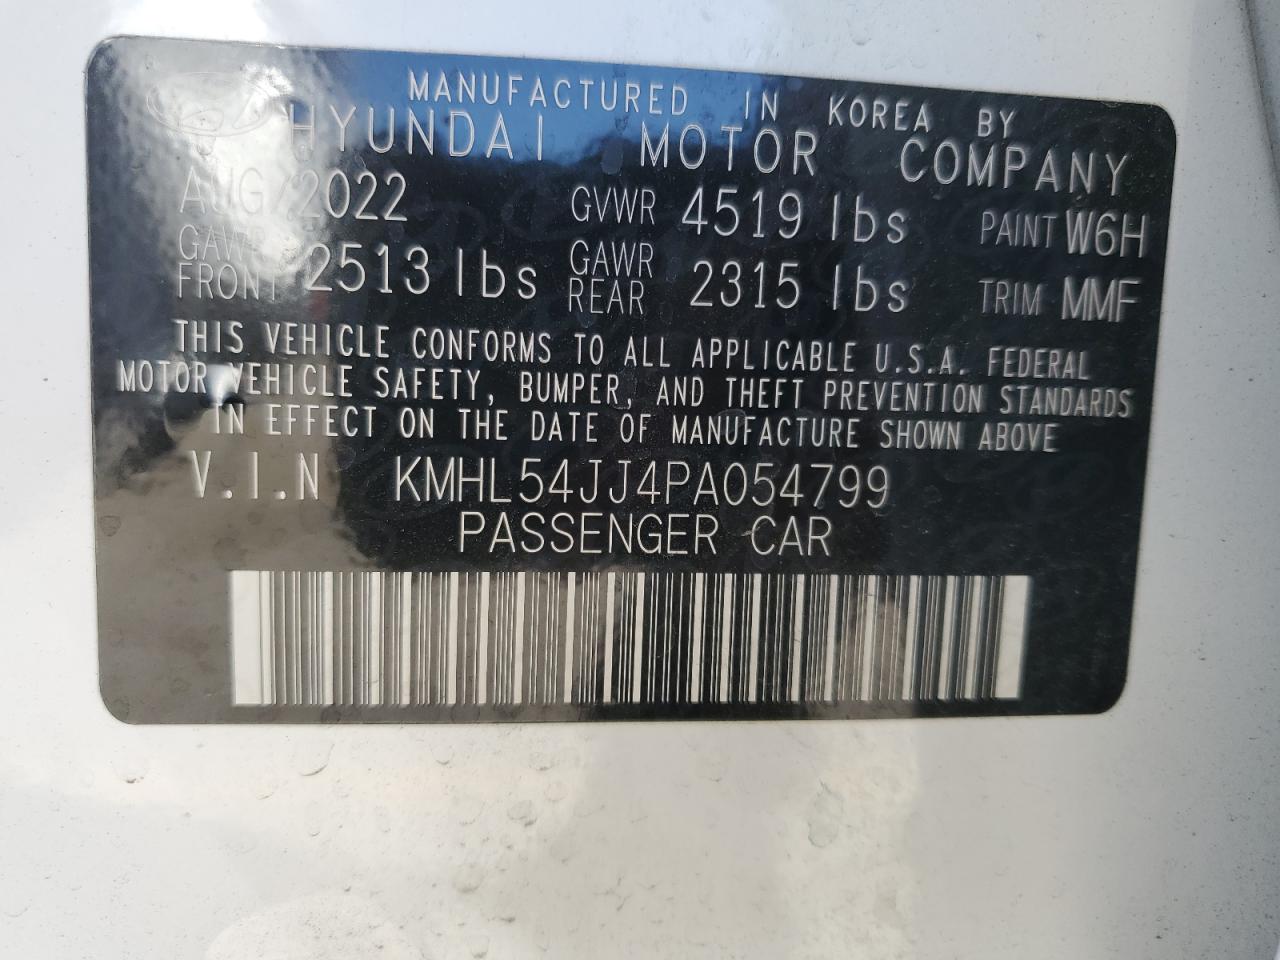 MANUFACTURED IN KOREA BY
HYUNDAI MOTOR COMPANY
AUG/2022 GVWR 4519 lbs PAINT W6H
GAWR FRONT 2513 lbs GAWR REAR 2315 lbs TRIM MMF
THIS VEHICLE CONFORMS TO ALL APPLICABLE U.S.A. FEDERAL
MOTOR VEHICLE SAFETY, BUMPER, AND THEFT PREVENTION STANDARDS
IN EFFECT ON THE DATE OF MANUFACTURE SHOWN ABOVE
V.I.N KMHL54JJ4PA054799
PASSENGER CAR